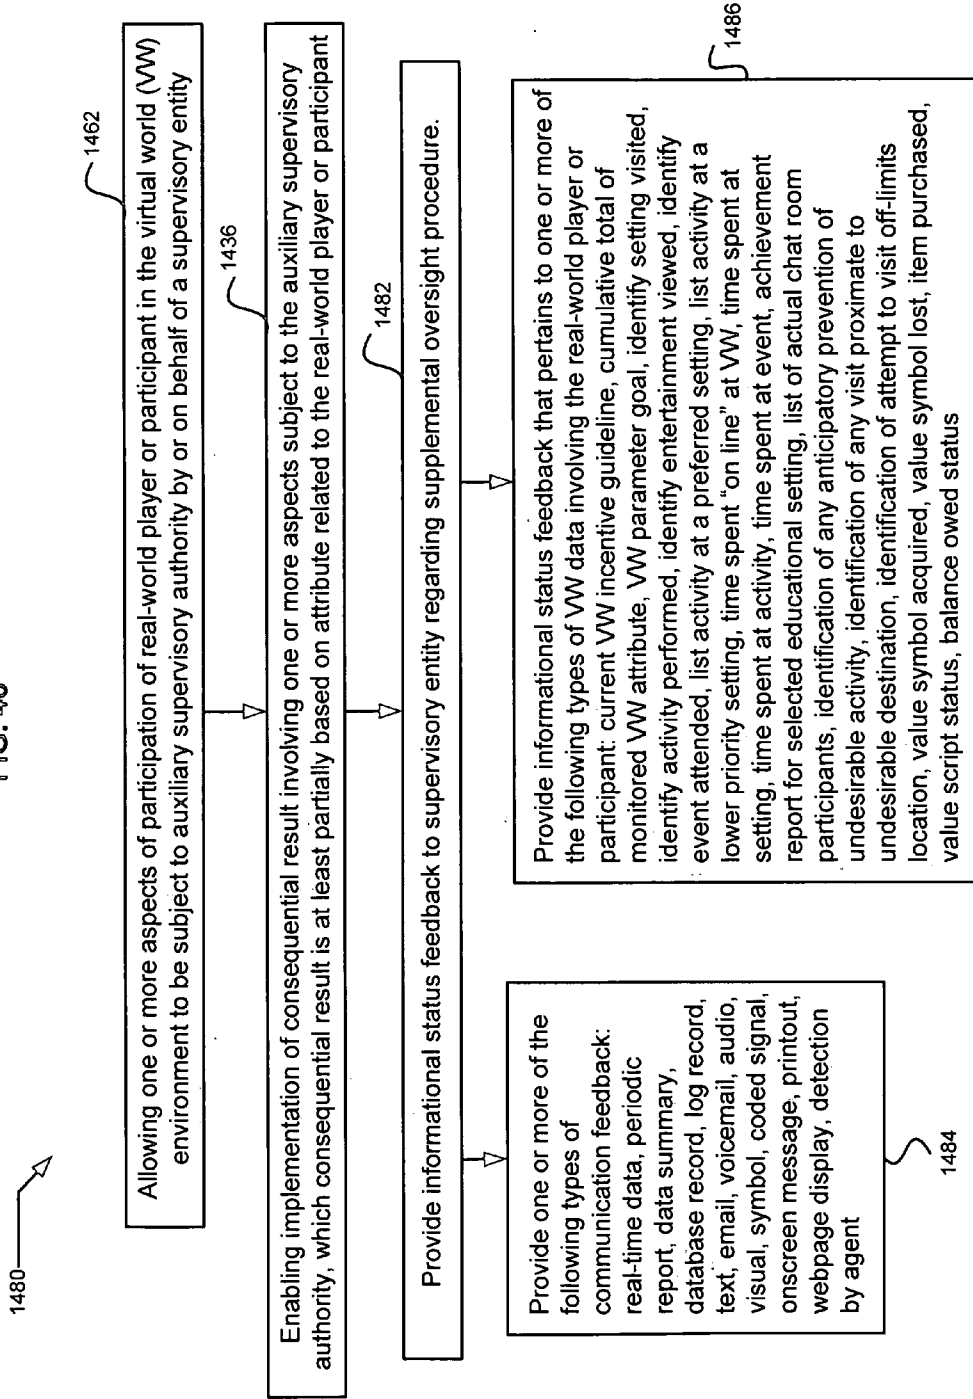 1480
1462
Allowing one or more aspects of participation of real-world player or participant in the virtual world (VW)
environment to be subject to auxiliary supervisory authority by or on behalf of a supervisory entity
1436
Enabling implementation of consequential result involving one or more aspects subject to the auxiliary supervisory
authority, which consequential result is at least partially based on attribute related to the real-world player or participant
1482
Provide informational status feedback to supervisory entity regarding supplemental oversight procedure.
Provide one or more of the
following types of
communication feedback:
real-time data, periodic
report, data summary,
database record, log record,
text, email, voicemail, audio,
visual, symbol, coded signal,
onscreen message, printout,
webpage display, detection
by agent
1484
1486
Provide informational status feedback that pertains to one or more of
the following types of VW data involving the real-world player or
participant: current VW incentive guideline, cumulative total of
monitored VW attribute, VW parameter goal, identify setting visited,
identify activity performed, identify entertainment viewed, identify
event attended, list activity at a preferred setting, list activity at a
lower priority setting, time spent "on line" at VW, time spent at
setting, time spent at activity, time spent at event, achievement
report for selected educational setting, list of actual chat room
participants, identification of any anticipatory prevention of
undesirable activity, identification of any visit proximate to
undesirable destination, identification of attempt to visit off-limits
location, value symbol acquired, value symbol lost, item purchased,
value script status, balance owed status